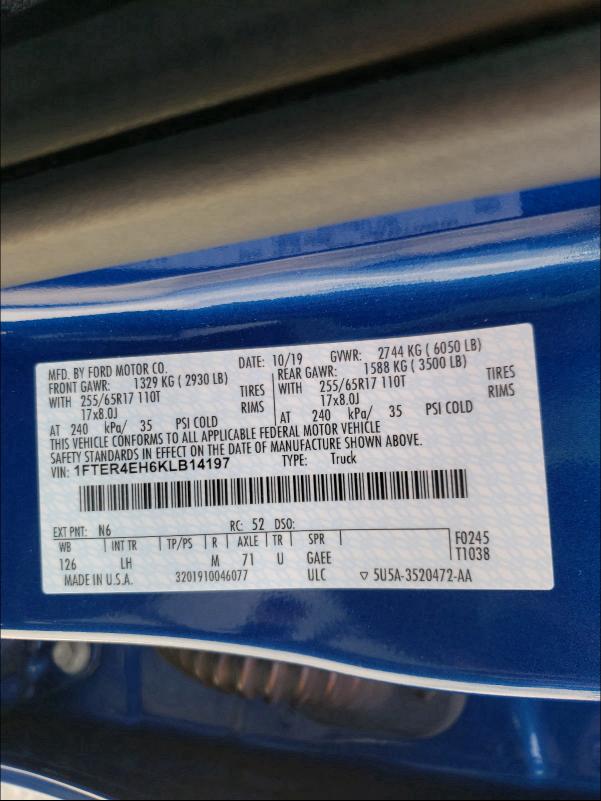 MFD. BY FORD MOTOR CO. DATE: 10/19 GVWR: 2744 KG ( 6050 LB)
FRONT GAWR: 1329 KG ( 2930 LB) REAR GAWR: 1588 KG ( 3500 LB)
WITH 255/65R17 110T TIRES WITH 255/65R17 110T TIRES
17x8.0J RIMS 17x8.0J RIMS
AT 240 kPa/ 35 PSI COLD AT 240 kPa/ 35 PSI COLD
THIS VEHICLE CONFORMS TO ALL APPLICABLE FEDERAL MOTOR VEHICLE
SAFETY STANDARDS IN EFFECT ON THE DATE OF MANUFACTURE SHOWN ABOVE.
VIN: 1FTER4EH6KLB14197 TYPE: Truck
EXT PNT: N6 RC: 52 DSO:
WB INT TR TP/PS R AXLE TR SPR F0245
126 LH M 71 U GAEE T1038
MADE IN U.S.A. 3201910046077 ULC ▽ 5U5A-3520472-AA